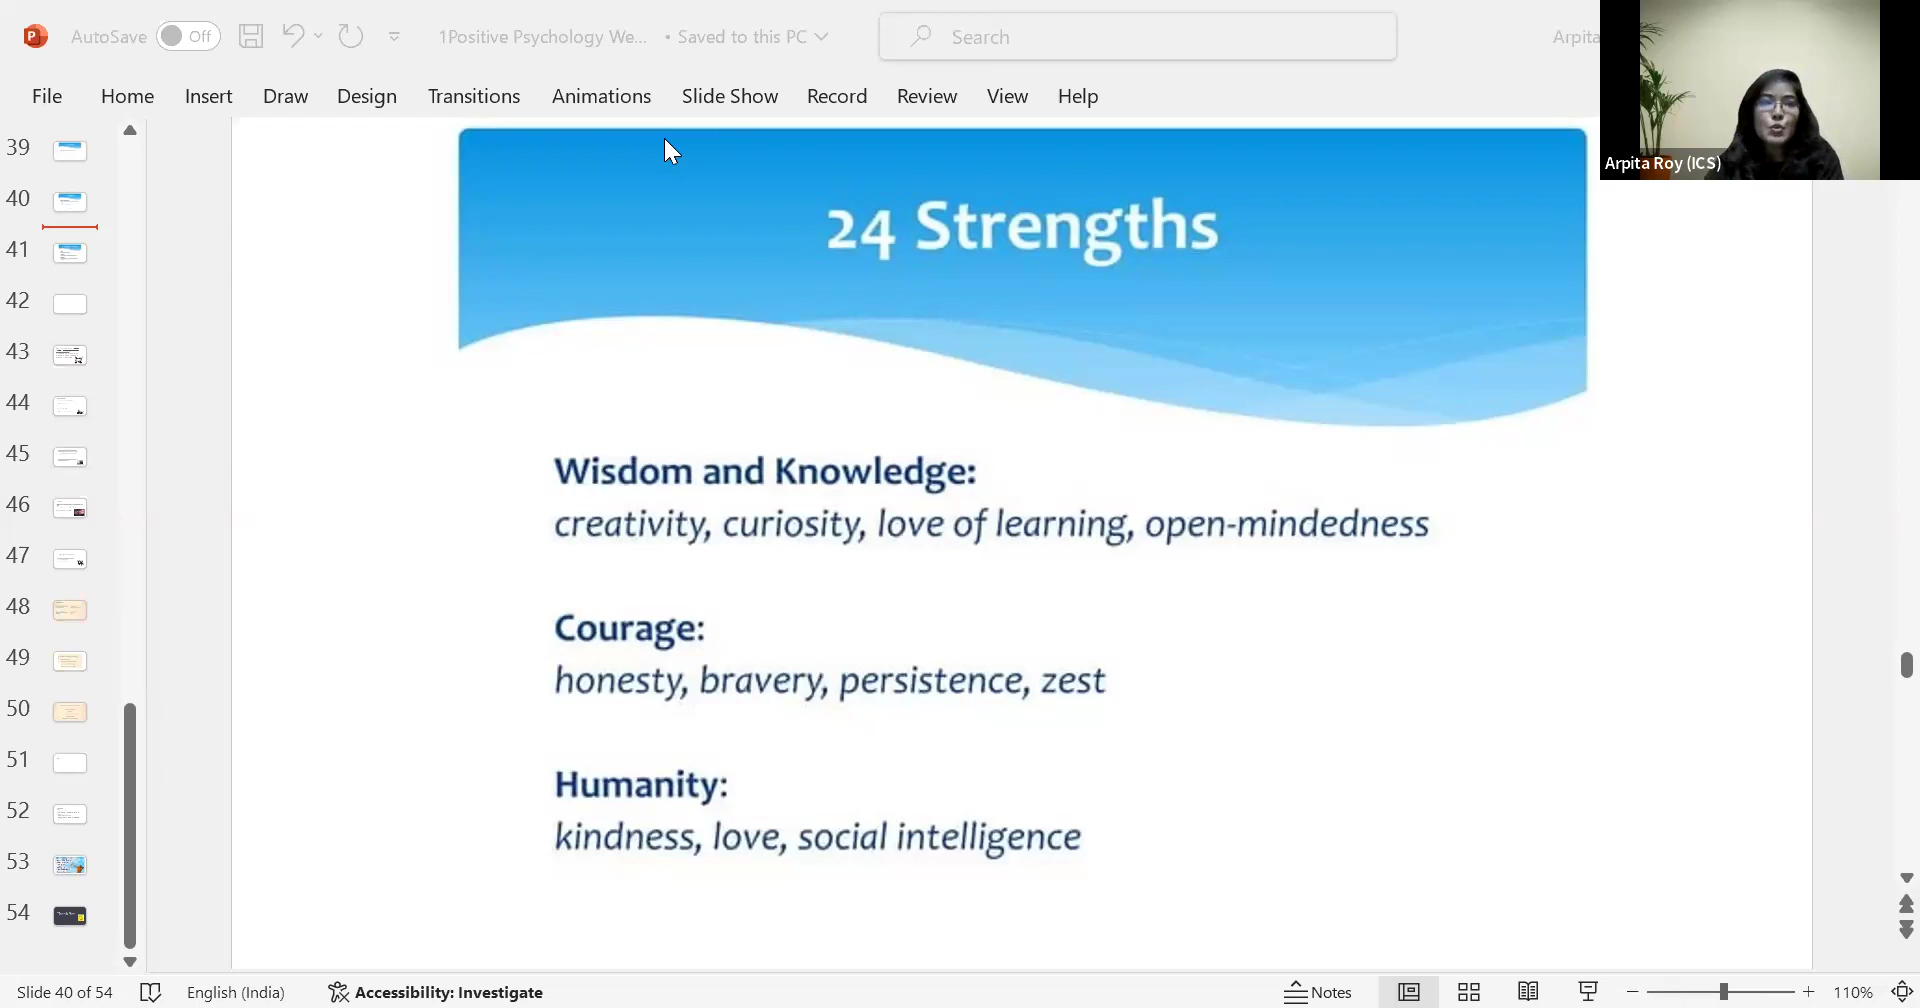 AutoSave Off 1Positive Psychology We... • Saved to this PC Search Arpita
File Home Insert Draw Design Transitions Animations Slide Show Record Review View Help
Arpita Roy (ICS)
39
40
41
42
43
44
45
46
47
48
49
50
51
52
53
54
24 Strengths
Wisdom and Knowledge:
creativity, curiosity, love of learning, open-mindedness
Courage:
honesty, bravery, persistence, zest
Humanity:
kindness, love, social intelligence
Slide 40 of 54 English (India) Accessibility: Investigate Notes 110%